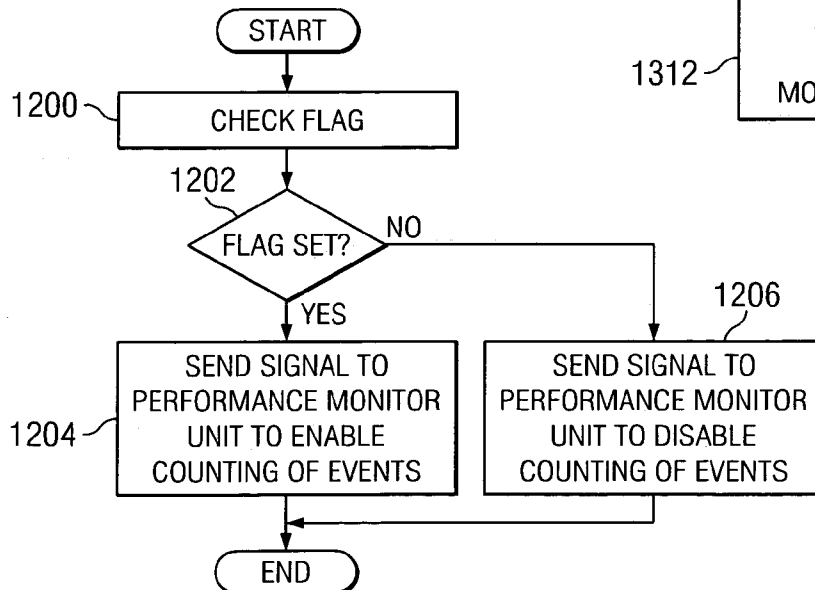 START
1200
CHECK FLAG
1202
FLAG SET?
NO
YES
1206
1204
SEND SIGNAL TO
PERFORMANCE MONITOR
UNIT TO ENABLE
COUNTING OF EVENTS
SEND SIGNAL TO
PERFORMANCE MONITOR
UNIT TO DISABLE
COUNTING OF EVENTS
END
1312
MO